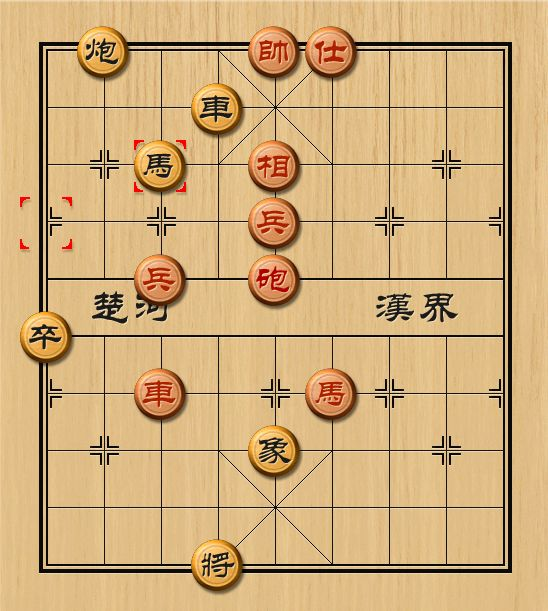 炮 帥 仕
車
馬 相
兵
兵 砲
楚河 漢界
卒
車 馬
象
將